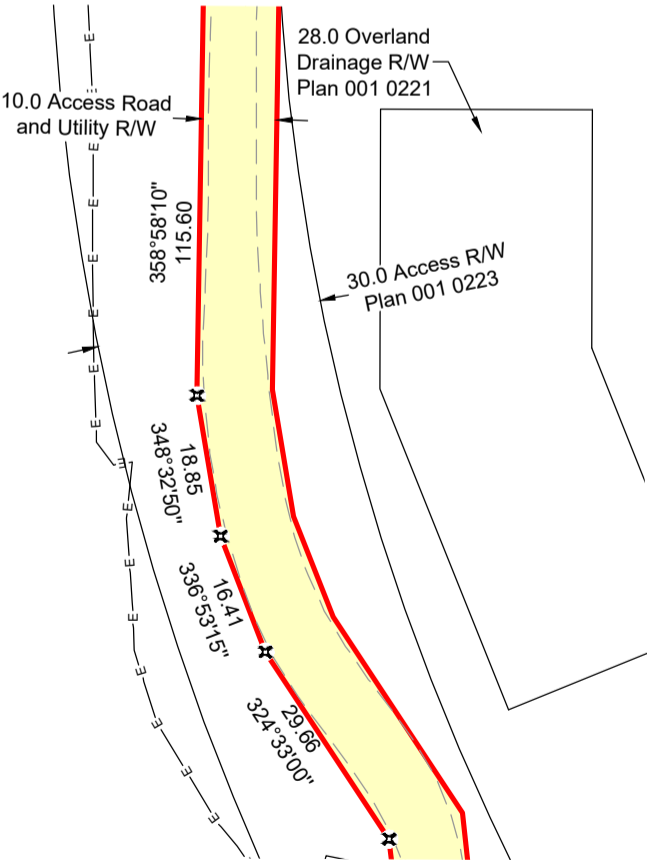 28.0 Overland
Drainage R/W
Plan 001 0221
10.0 Access Road
and Utility R/W
E
E
E
E
358°58'10"
115.60
30.0 Access R/W
Plan 001 0223
E
E
E
E
E
18.85
348°32'50"
E
E
E
16.41
336°53'15"
E
E
29.66
324°33'00"
E
E
E